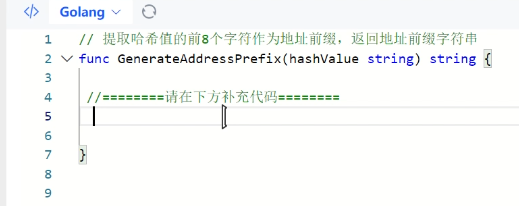 </> Golang
1 // 提取哈希值的前8个字符作为地址前缀，返回地址前缀字符串
2 func GenerateAddressPrefix(hashValue string) string {
3
4 //========请在下方补充代码========
5
6
7 }
8
9